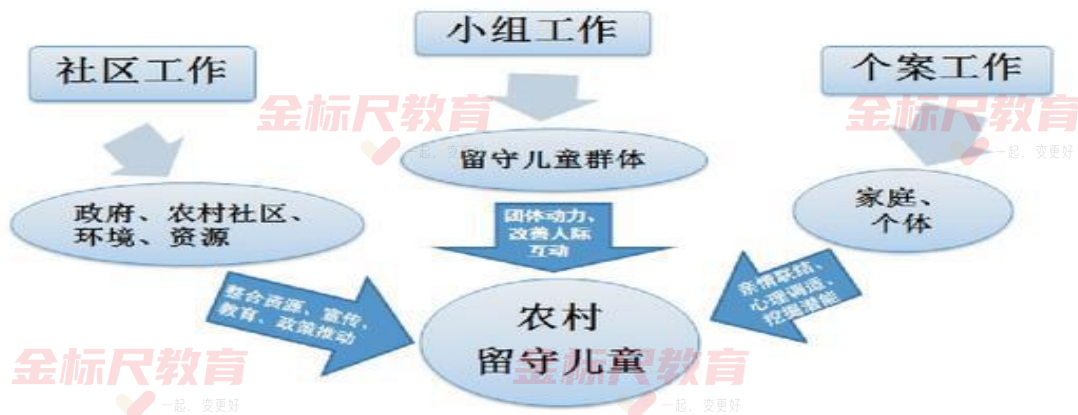 小组工作
社区工作
个案工作
金标尺教育
一起，变更好
金标尺教育
一起，变更好
留守儿童群体
政府、农村社区、
环境、资源
家庭、
个体
团体动力、
改善人际
互动
整合资源、宣传、
教育、政策推动
亲情联结、
心理调适、
挖掘潜能
农村
留守儿童
金标尺教育
一起，变更好
金标尺教育
一起，变更好